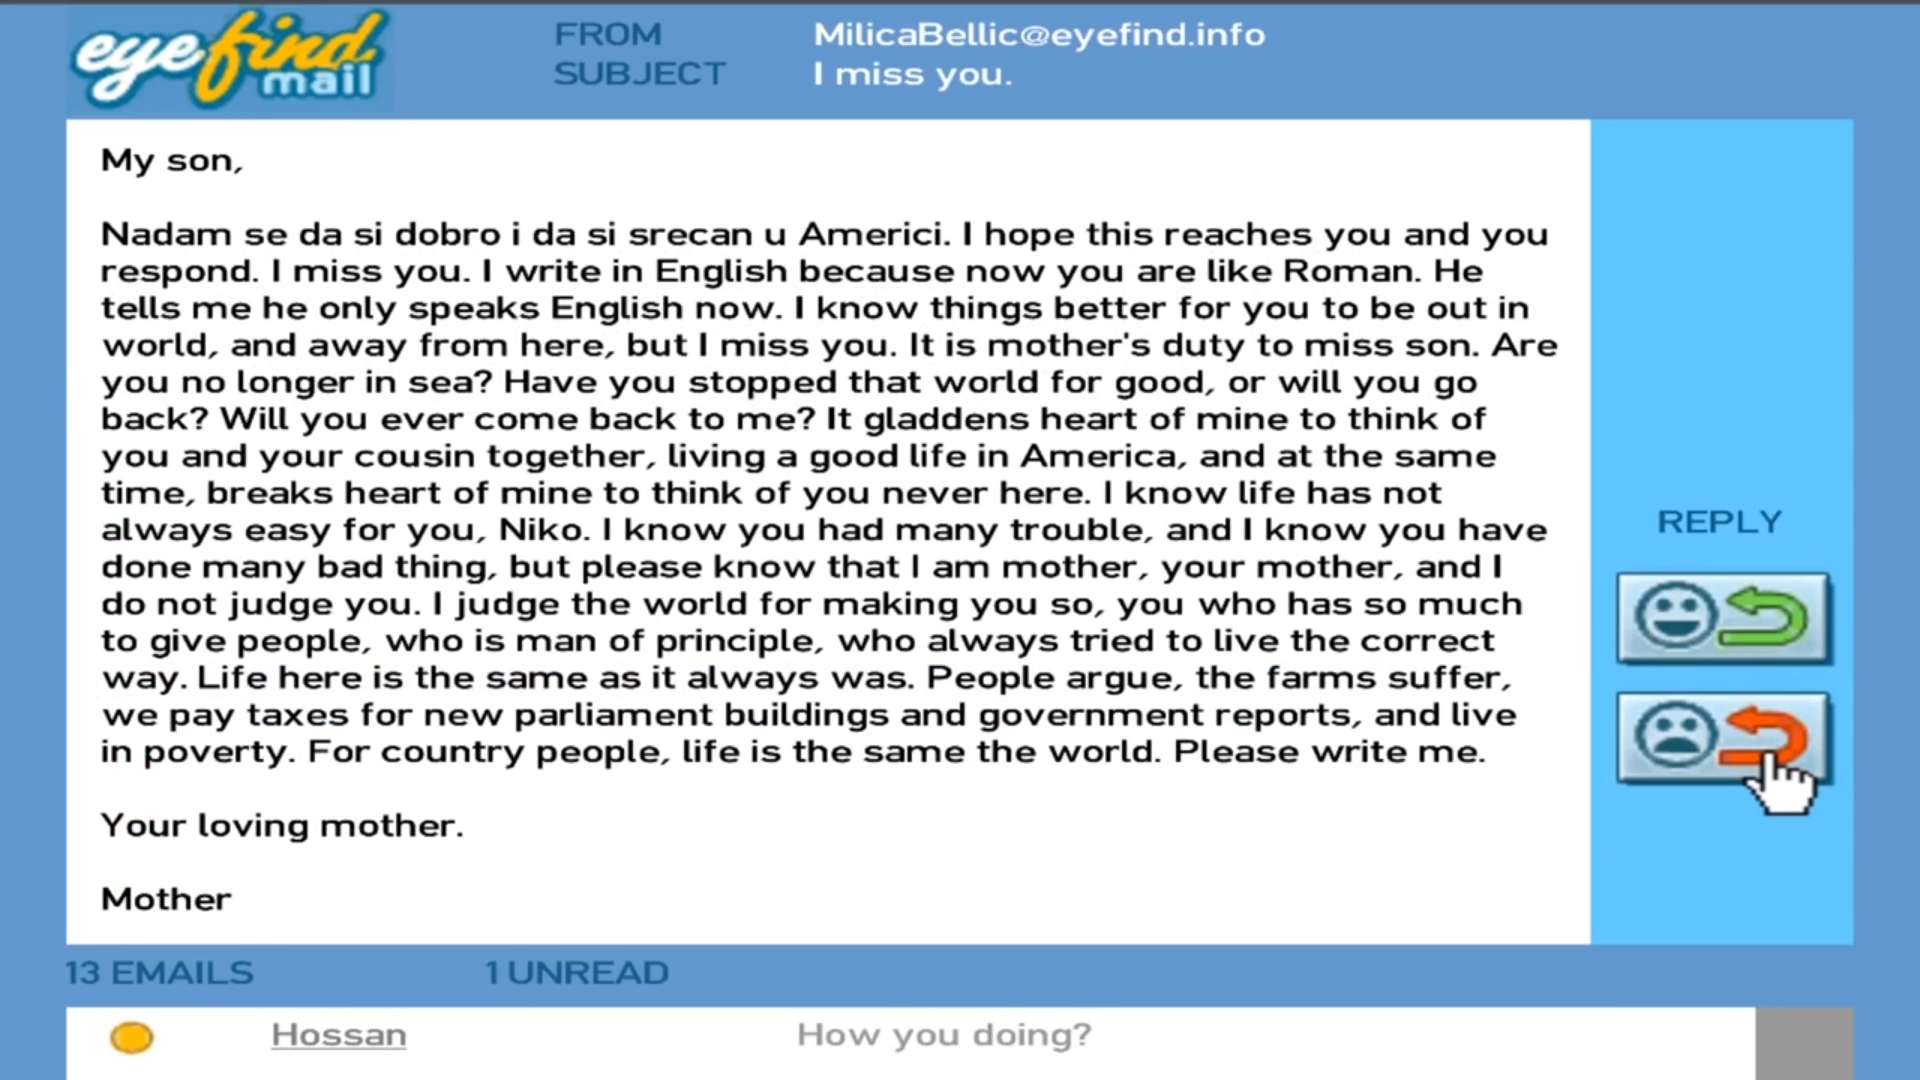 eyefind mail
FROM MilicaBellic@eyefind.info
SUBJECT I miss you.
My son,
Nadam se da si dobro i da si srecan u Americi. I hope this reaches you and you
respond. I miss you. I write in English because now you are like Roman. He
tells me he only speaks English now. I know things better for you to be out in
world, and away from here, but I miss you. It is mother's duty to miss son. Are
you no longer in sea? Have you stopped that world for good, or will you go
back? Will you ever come back to me? It gladdens heart of mine to think of
you and your cousin together, living a good life in America, and at the same
time, breaks heart of mine to think of you never here. I know life has not
always easy for you, Niko. I know you had many trouble, and I know you have
done many bad thing, but please know that I am mother, your mother, and I
do not judge you. I judge the world for making you so, you who has so much
to give people, who is man of principle, who always tried to live the correct
way. Life here is the same as it always was. People argue, the farms suffer,
we pay taxes for new parliament buildings and government reports, and live
in poverty. For country people, life is the same the world. Please write me.
Your loving mother.
Mother
REPLY
13 EMAILS 1 UNREAD
Hossan How you doing?